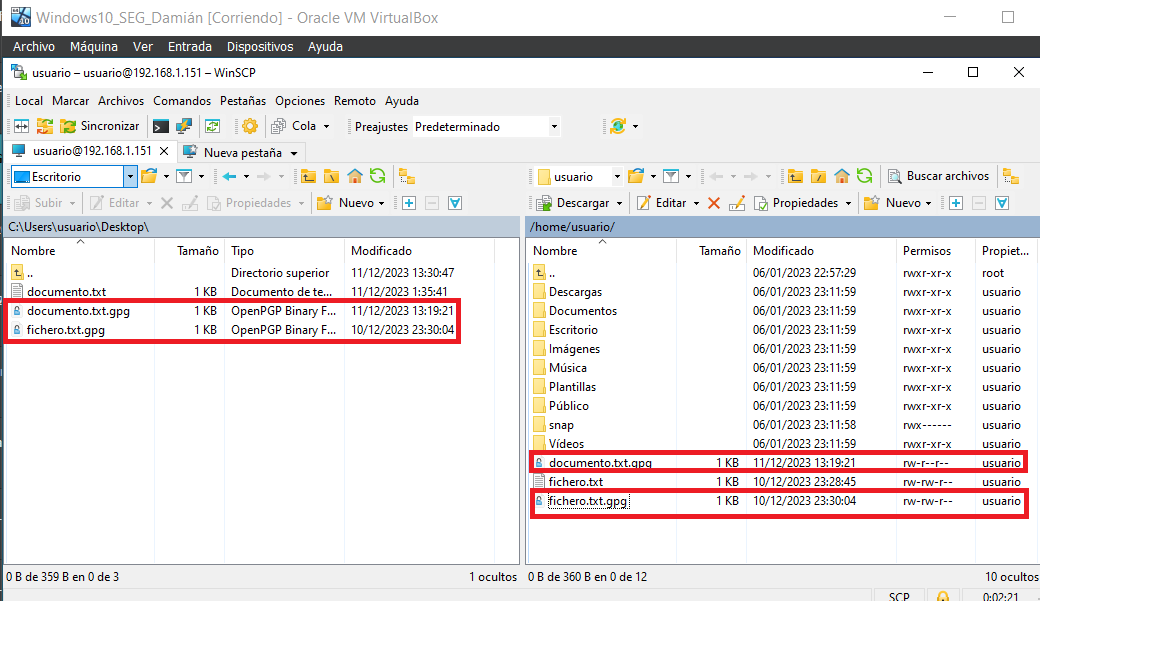 Windows10_SEG_Damián [Corriendo] - Oracle VM VirtualBox
Archivo Máquina Ver Entrada Dispositivos Ayuda
usuario – usuario@192.168.1.151 – WinSCP
Local Marcar Archivos Comandos Pestañas Opciones Remoto Ayuda
Sincronizar Cola Preajustes Predeterminado
usuario@192.168.1.151 Nueva pestaña
Escritorio usuario Buscar archivos
Subir Editar Propiedades Nuevo Descargar Editar Propiedades Nuevo
C:\Users\usuario\Desktop\ /home/usuario/
Nombre Tamaño Tipo Modificado
.. Directorio superior 11/12/2023 13:30:47
documento.txt 1 KB Documento de te... 11/12/2023 1:35:41
documento.txt.gpg 1 KB OpenPGP Binary F... 11/12/2023 13:19:21
fichero.txt.gpg 1 KB OpenPGP Binary F... 10/12/2023 23:30:04
Nombre Tamaño Modificado Permisos Propiet...
.. 06/01/2023 22:57:29 rwxr-xr-x root
Descargas 06/01/2023 23:11:59 rwxr-xr-x usuario
Documentos 06/01/2023 23:11:59 rwxr-xr-x usuario
Escritorio 06/01/2023 23:11:59 rwxr-xr-x usuario
Imágenes 06/01/2023 23:11:59 rwxr-xr-x usuario
Música 06/01/2023 23:11:59 rwxr-xr-x usuario
Plantillas 06/01/2023 23:11:59 rwxr-xr-x usuario
Público 06/01/2023 23:11:59 rwxr-xr-x usuario
snap 06/01/2023 23:11:58 rwx------ usuario
Vídeos 06/01/2023 23:11:59 rwxr-xr-x usuario
documento.txt.gpg 1 KB 11/12/2023 13:19:21 rw-r--r-- usuario
fichero.txt 1 KB 10/12/2023 23:28:45 rw-rw-r-- usuario
fichero.txt.gpg 1 KB 10/12/2023 23:30:04 rw-rw-r-- usuario
0 B de 359 B en 0 de 3 1 ocultos 0 B de 360 B en 0 de 12 10 ocultos
SCP 0:02:21